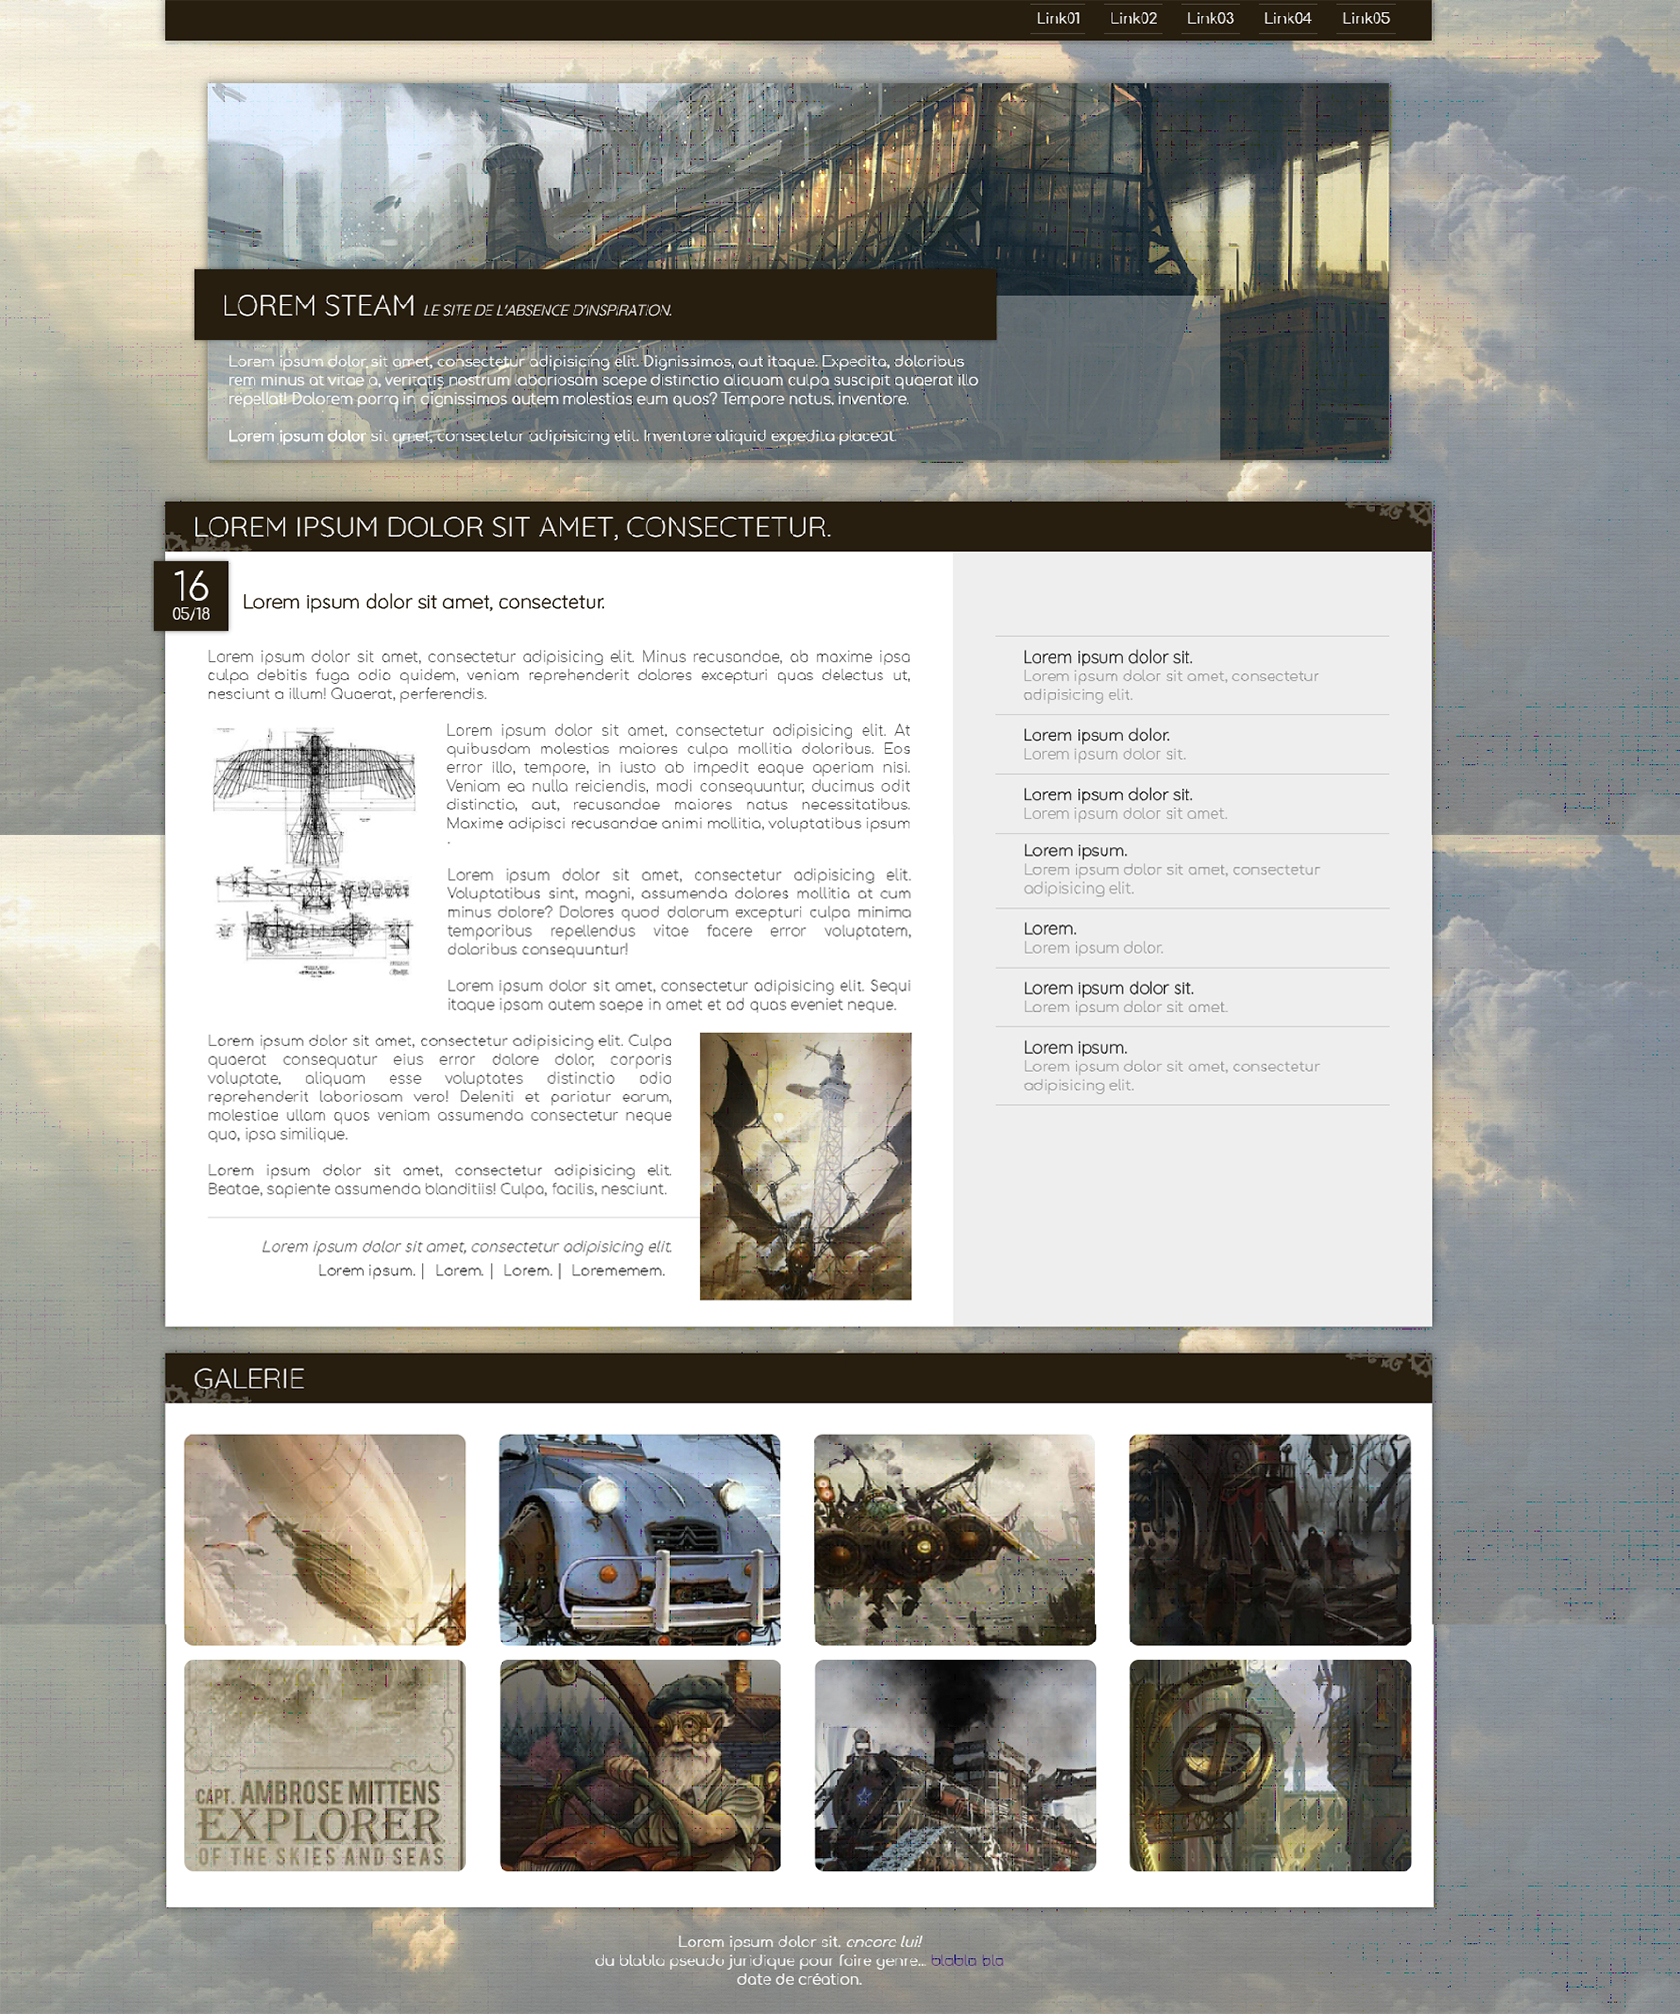 Link01 Link02 Link03 Link04 Link05
LOREM STEAM LE SITE DE L'ABSENCE D'INSPIRATION.
Lorem ipsum dolor sit amet, consectetur adipisicing elit. Dignissimos, aut itaque. Expedita, doloribus
rem minus at vitae a, veritatis nostrum laboriosam saepe distinctio aliquam culpa suscipit quaerat illo
repellat! Dolorem porro in dignissimos autem molestias eum quos? Tempore natus, inventore.
Lorem ipsum dolor sit amet, consectetur adipisicing elit. Inventore aliquid expedita placeat.
LOREM IPSUM DOLOR SIT AMET, CONSECTETUR.
16
05/18
Lorem ipsum dolor sit amet, consectetur.
Lorem ipsum dolor sit amet, consectetur adipisicing elit. Minus recusandae, ab maxime ipsa
culpa debitis fuga odio quidem, veniam reprehenderit dolores excepturi quas delectus ut,
nesciunt a illum! Quaerat, perferendis.
Lorem ipsum dolor sit amet, consectetur adipisicing elit. At
quibusdam molestias maiores culpa mollitia doloribus. Eos
error illo, tempore, in iusto ab impedit eaque aperiam nisi.
Veniam ea nulla reiciendis, modi consequuntur, ducimus odit
distinctio, aut, recusandae maiores natus necessitatibus.
Maxime adipisci recusandae animi mollitia, voluptatibus ipsum
.
Lorem ipsum dolor sit amet, consectetur adipisicing elit.
Voluptatibus sint, magni, assumenda dolores mollitia at cum
minus dolore? Dolores quod dolorum excepturi culpa minima
temporibus repellendus vitae facere error voluptatem,
doloribus consequuntur!
Lorem ipsum dolor sit amet, consectetur adipisicing elit. Sequi
itaque ipsam autem saepe in amet et ad quas eveniet neque.
Lorem ipsum dolor sit amet, consectetur adipisicing elit. Culpa
quaerat consequatur eius error dolore dolor, corporis
voluptate, aliquam esse voluptates distinctio odio
reprehenderit laboriosam vero! Deleniti et pariatur earum,
molestiae ullam quos veniam assumenda consectetur neque
quo, ipsa similique.
Lorem ipsum dolor sit amet, consectetur adipisicing elit.
Beatae, sapiente assumenda blanditiis! Culpa, facilis, nesciunt.
Lorem ipsum dolor sit amet, consectetur adipisicing elit.
Lorem ipsum. | Lorem. | Lorem. | Lorememem.
Lorem ipsum dolor sit.
Lorem ipsum dolor sit amet, consectetur
adipisicing elit.
Lorem ipsum dolor.
Lorem ipsum dolor sit.
Lorem ipsum dolor sit.
Lorem ipsum dolor sit amet.
Lorem ipsum.
Lorem ipsum dolor sit amet, consectetur
adipisicing elit.
Lorem.
Lorem ipsum dolor.
Lorem ipsum dolor sit.
Lorem ipsum dolor sit amet.
Lorem ipsum.
Lorem ipsum dolor sit amet, consectetur
adipisicing elit.
GALERIE
CAPT. AMBROSE MITTENS
EXPLORER
OF THE SKIES AND SEAS
Lorem ipsum dolor sit. encore lui!
du blabla pseudo juridique pour faire genre... blabla bla
date de création.